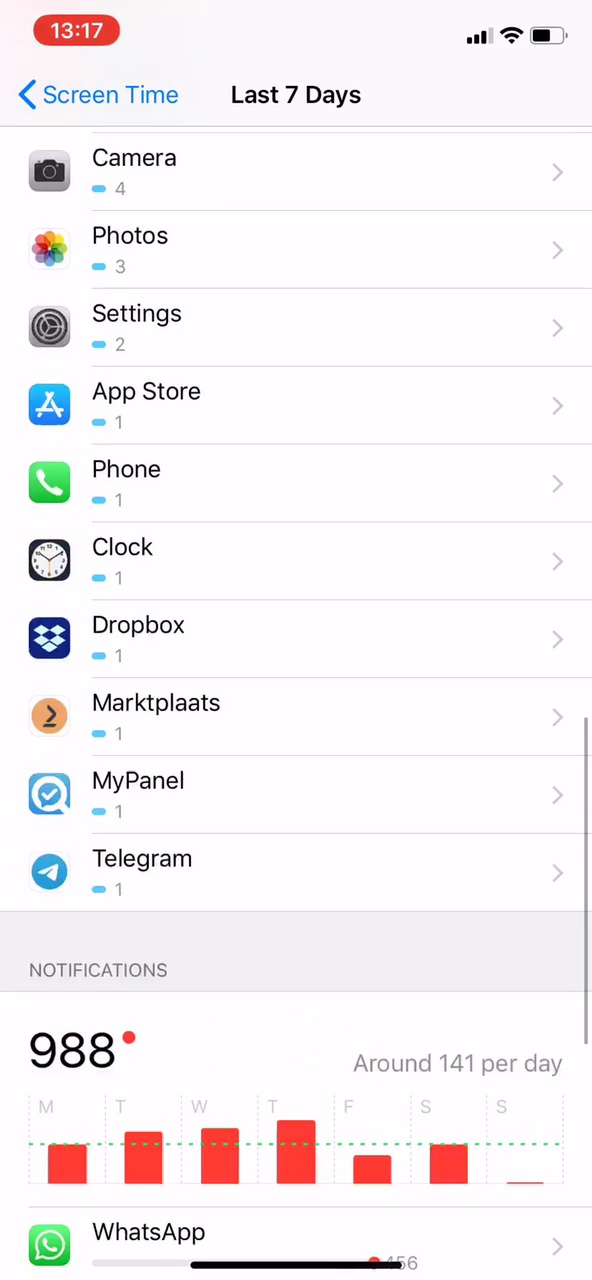 13:17
Screen Time
Last 7 Days
Camera
4
Photos
3
Settings
2
App Store
1
Phone
1
Clock
1
Dropbox
1
Marktplaats
1
MyPanel
1
Telegram
1
NOTIFICATIONS
988
Around 141 per day
M T W T F S S
WhatsApp
456